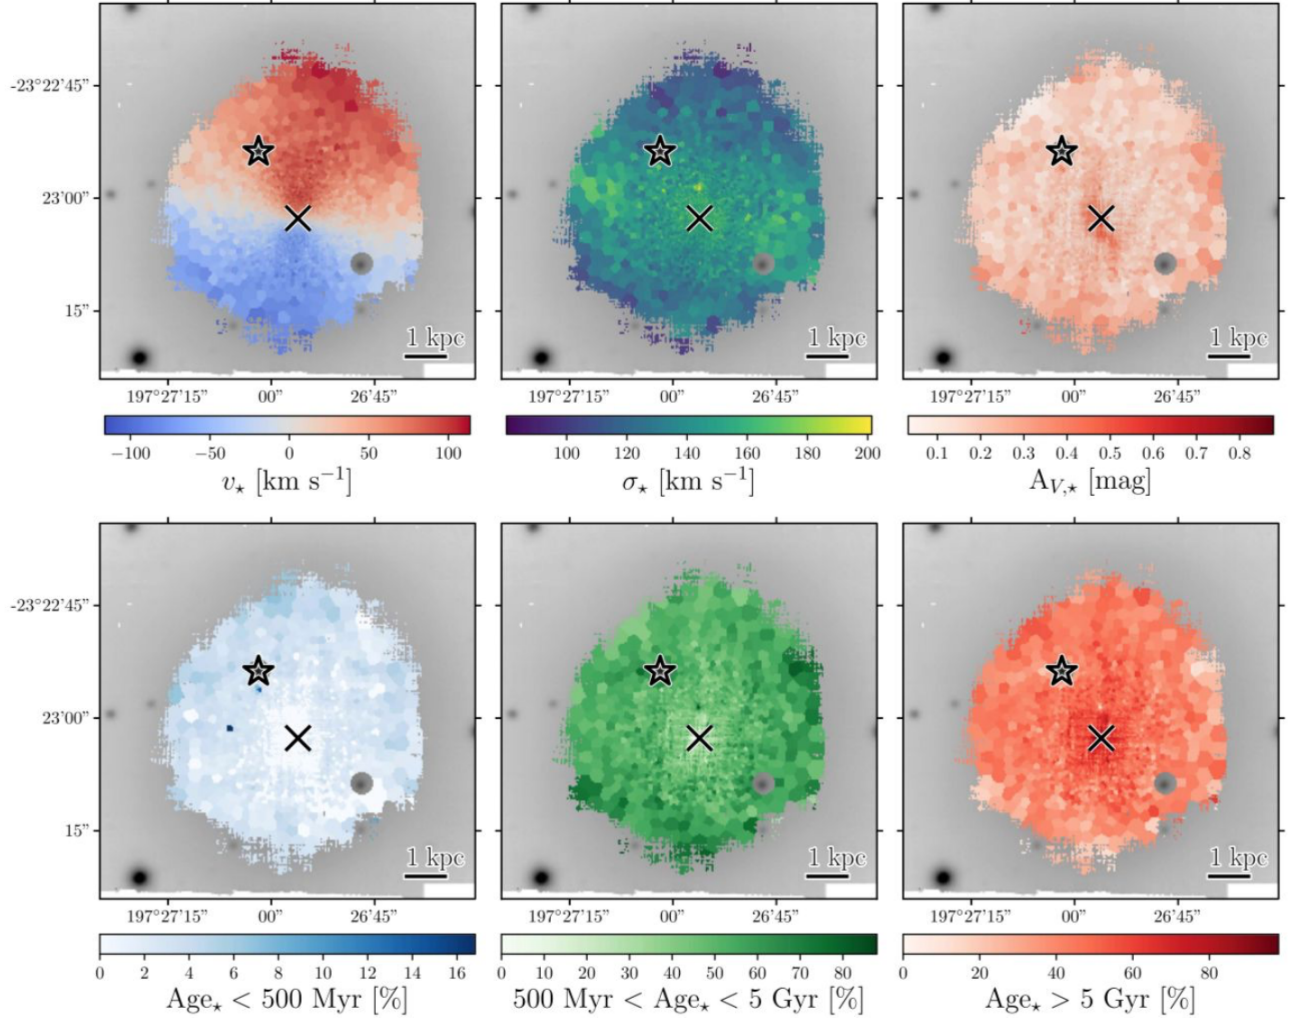 -23°22'45"
23'00"
15"
1 kpc
1 kpc
1 kpc
197°27'15" 00" 26'45"
197°27'15" 00" 26'45"
197°27'15" 00" 26'45"
−100 −50 0 50 100
100 120 140 160 180 200
0.1 0.2 0.3 0.4 0.5 0.6 0.7 0.8
v⋆ [km s⁻¹]
σ⋆ [km s⁻¹]
A_V,⋆ [mag]
-23°22'45"
23'00"
15"
1 kpc
1 kpc
1 kpc
197°27'15" 00" 26'45"
197°27'15" 00" 26'45"
197°27'15" 00" 26'45"
0 2 4 6 8 10 12 14 16
0 10 20 30 40 50 60 70 80
0 20 40 60 80
Age⋆ < 500 Myr [%]
500 Myr < Age⋆ < 5 Gyr [%]
Age⋆ > 5 Gyr [%]